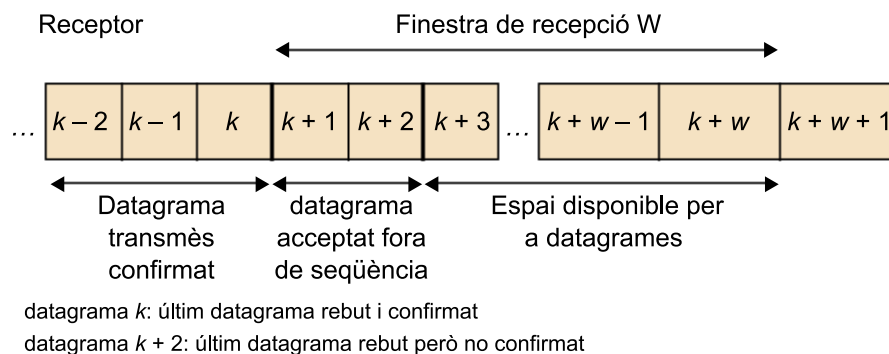 Receptor
Finestra de recepció W
... k – 2 k – 1 k k + 1 k + 2 k + 3 ... k + w – 1 k + w k + w + 1
Datagrama
transmès
confirmat
datagrama
acceptat fora
de seqüència
Espai disponible per
a datagrames
datagrama k: últim datagrama rebut i confirmat
datagrama k + 2: últim datagrama rebut però no confirmat